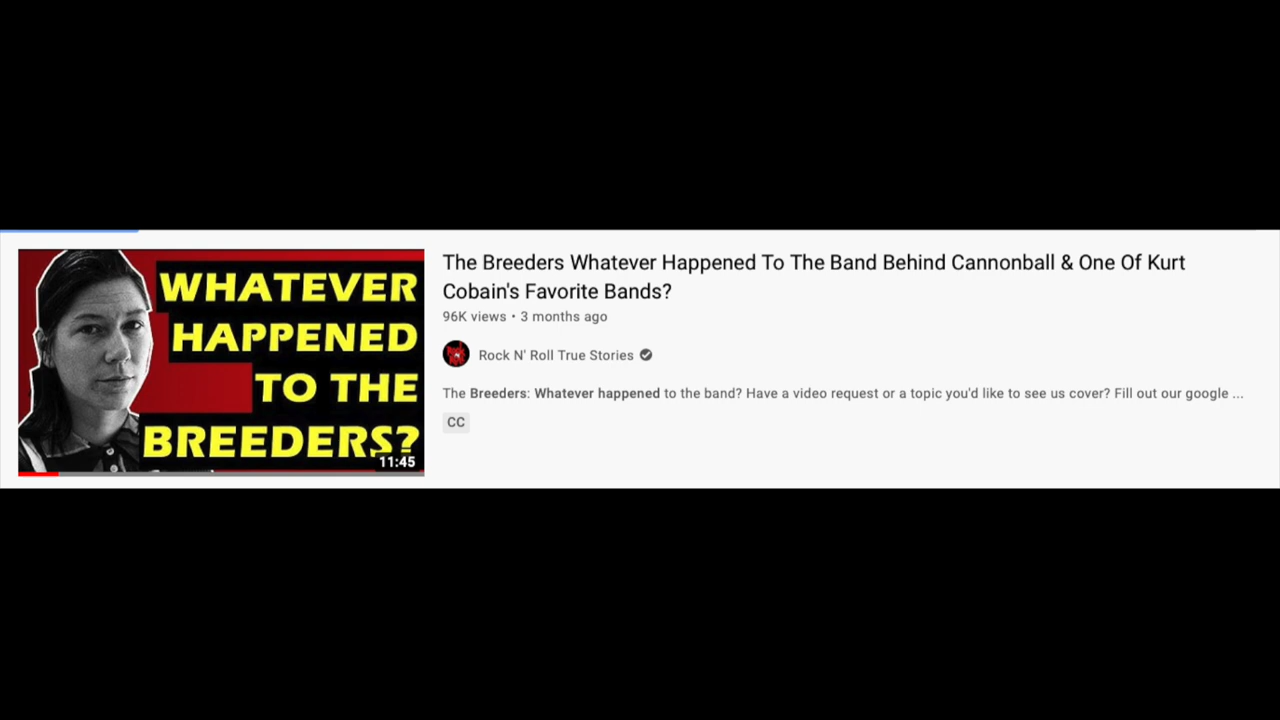 WHATEVER
HAPPENED
TO THE
BREEDERS?
11:45
The Breeders Whatever Happened To The Band Behind Cannonball & One Of Kurt
Cobain's Favorite Bands?
96K views • 3 months ago
Rock N' Roll True Stories
The Breeders: Whatever happened to the band? Have a video request or a topic you'd like to see us cover? Fill out our google ...
CC